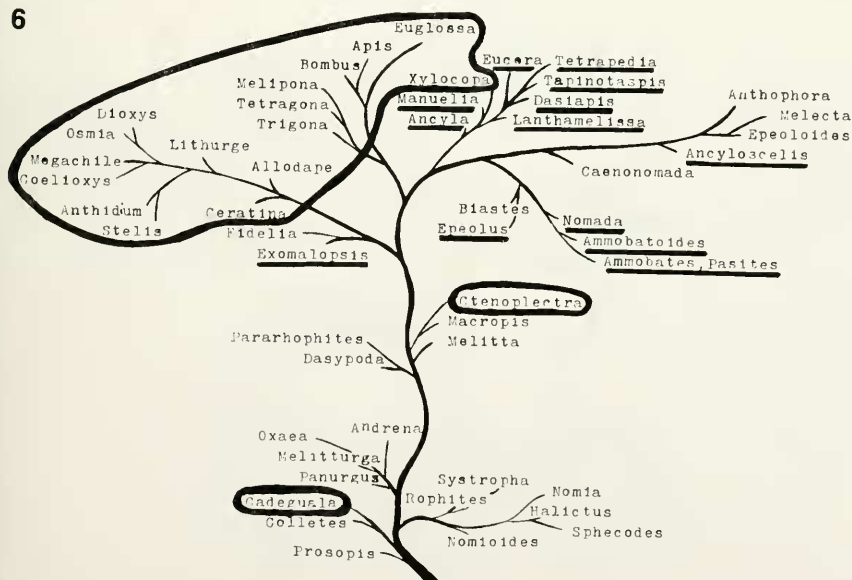 6
Euglossa
Apis
Bombus
Eucera
Tetrapedia
Melipona
Xylocopa
Tapinotaspis
Tetragona
Manuelia
Dasiapis
Anthophora
Dioxys
Trigona
Ancyla
Lanthamelissa
Melecta
Osmia
Lithurge
Epeoloides
Megachile
Allodape
Ancyloscelis
Coelioxys
Caenonomada
Anthidium
Ceratina
Biastes
Nomada
Stelis
Fidelia
Epeolus
Ammobatoides
Exomalopsis
Ammobates, Pasites
Ctenoplectra
Macropis
Pararhophites
Melitta
Dasypoda
Andrena
Oxaea
Melitturga
Systropha
Panurgus
Rophites
Nomia
Cadeguala
Halictus
Colletes
Sphecodes
Nomioides
Prosopis